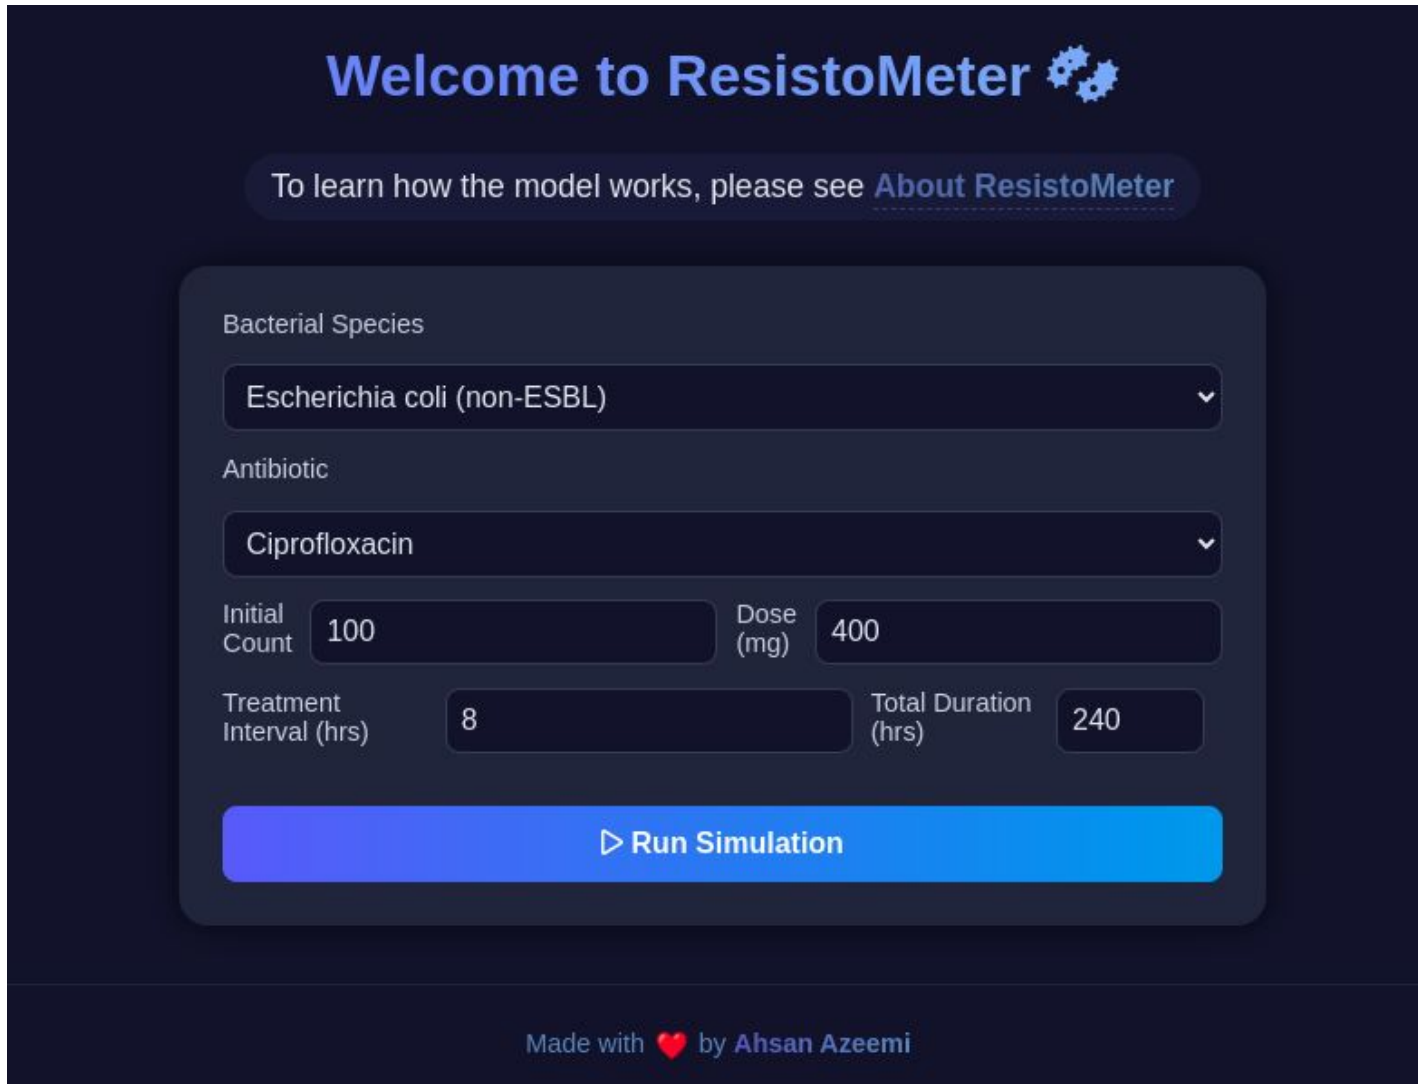 Welcome to ResistoMeter
To learn how the model works, please see About ResistoMeter
Bacterial Species
Escherichia coli (non-ESBL)
Antibiotic
Ciprofloxacin
Initial
Count
100
Dose
(mg)
400
Treatment
Interval (hrs)
8
Total Duration
(hrs)
240
Run Simulation
Made with ❤️ by Ahsan Azeemi